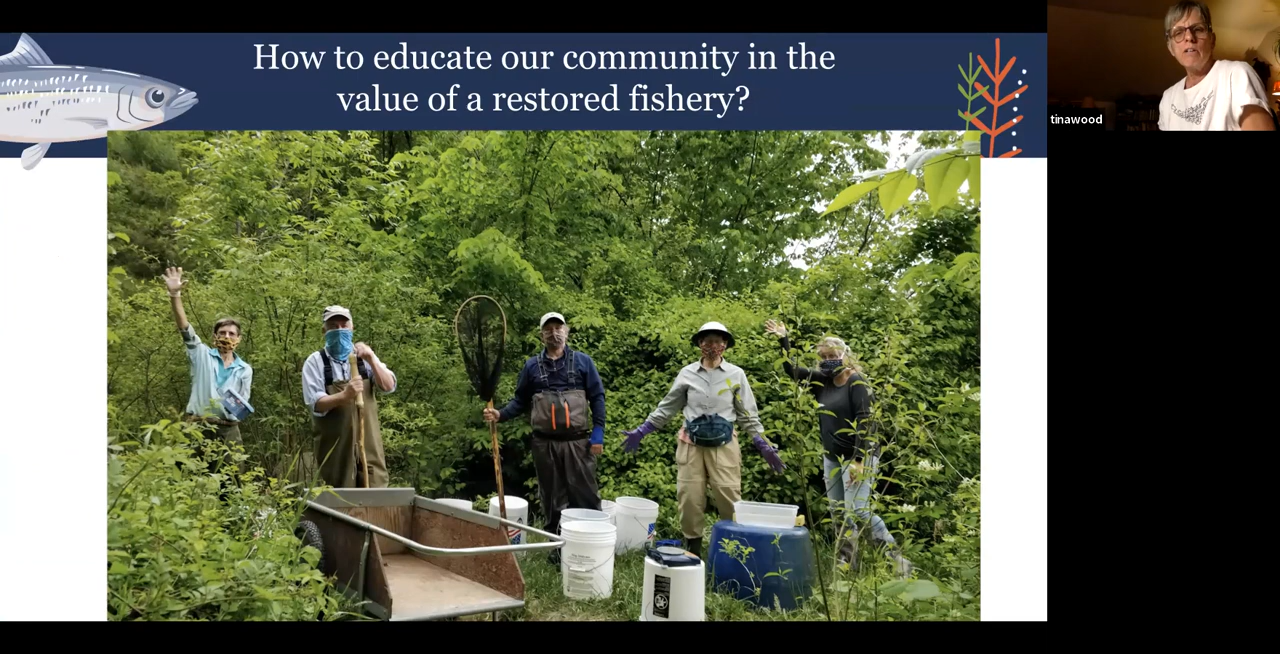 How to educate our community in the
value of a restored fishery?
tinawood